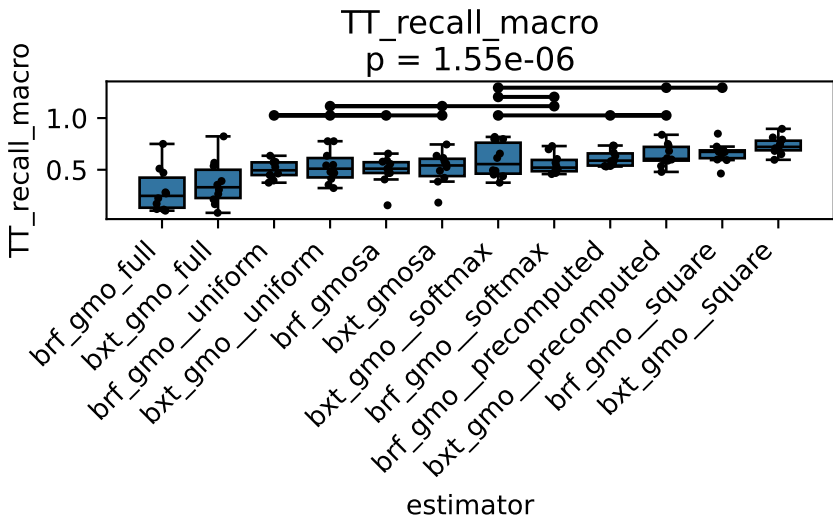 TT_recall_macro
p = 1.55e-06
TT_recall_macro
1.0
0.5
brf_gmo_full
bxt_gmo_full
brf_gmo__uniform
bxt_gmo__uniform
brf_gmosa
bxt_gmosa
bxt_gmo__softmax
brf_gmo__softmax
brf_gmo__precomputed
bxt_gmo__precomputed
brf_gmo__square
bxt_gmo__square
estimator